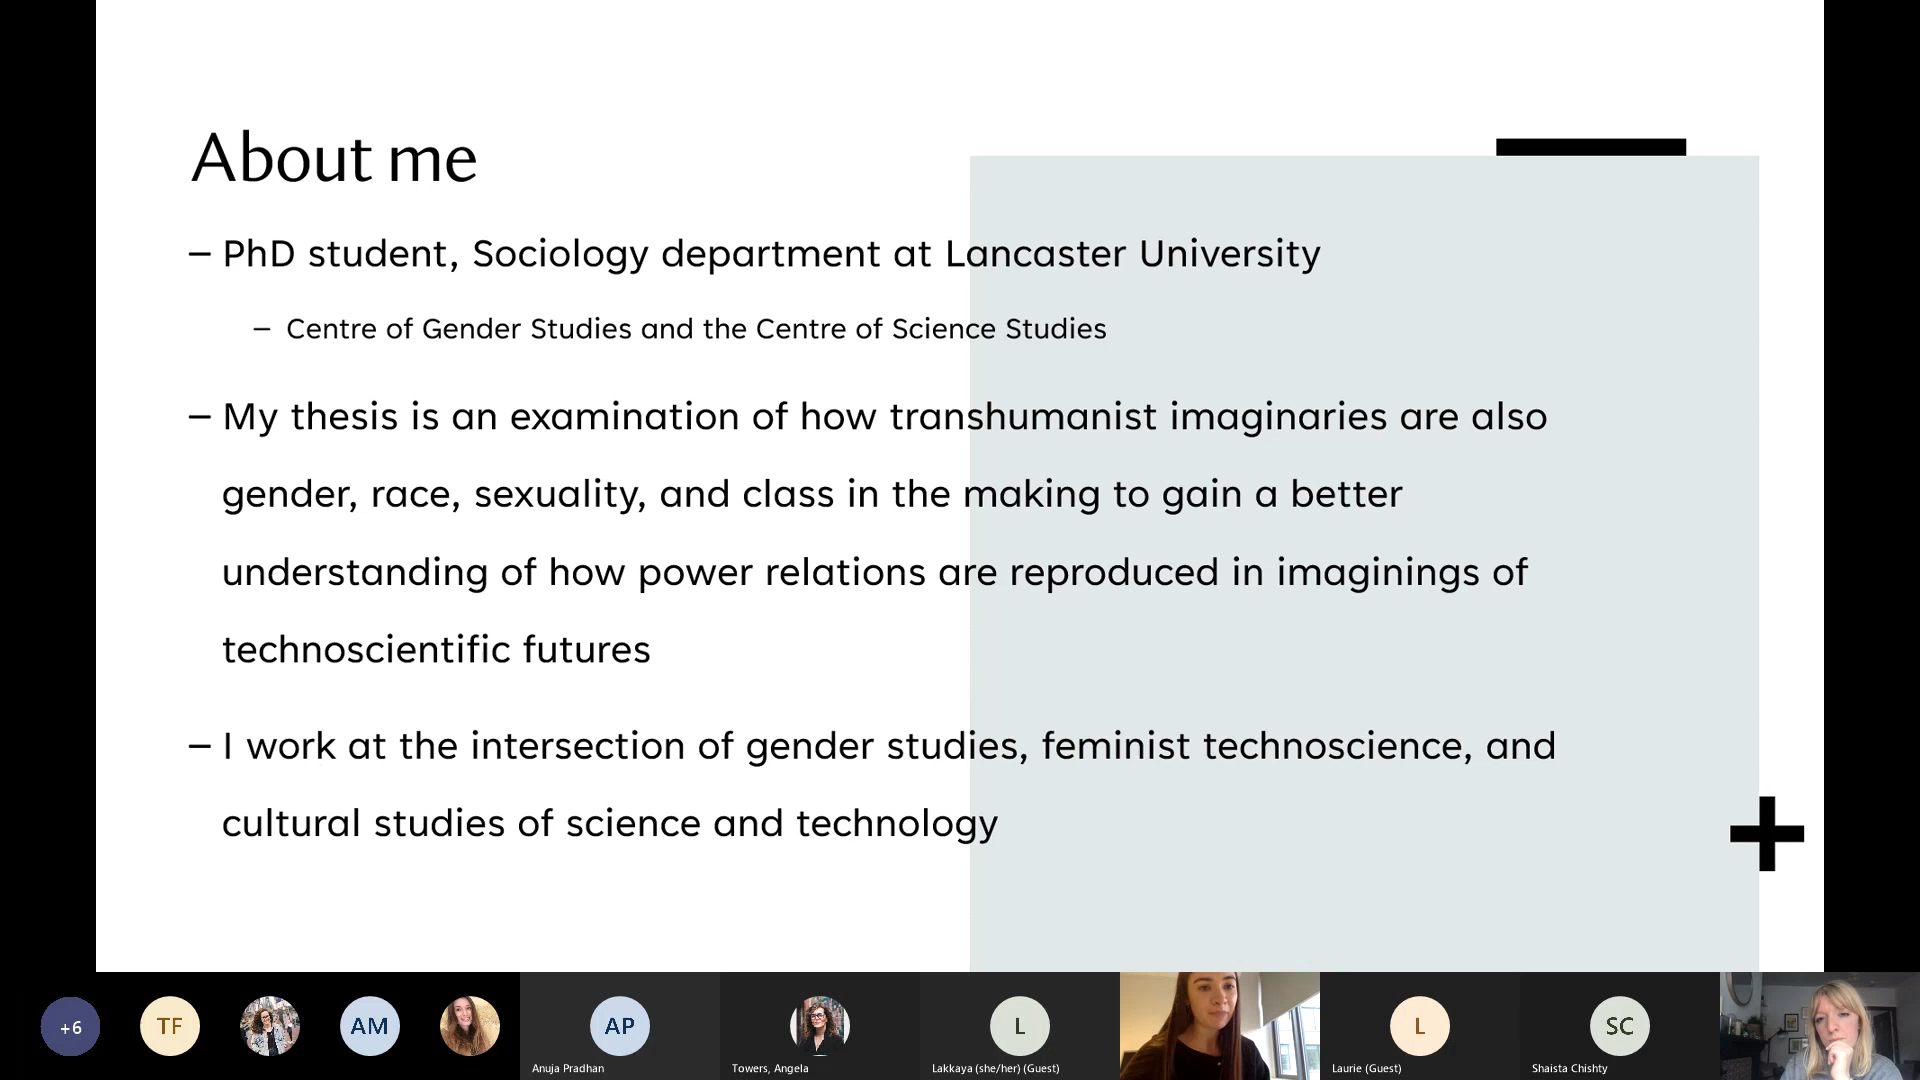 About me
– PhD student, Sociology department at Lancaster University
– Centre of Gender Studies and the Centre of Science Studies
– My thesis is an examination of how transhumanist imaginaries are also
gender, race, sexuality, and class in the making to gain a better
understanding of how power relations are reproduced in imaginings of
technoscientific futures
– I work at the intersection of gender studies, feminist technoscience, and
cultural studies of science and technology
+6
TF
AM
AP
L
L
SC
Anuja Pradhan
Towers, Angela
Lakkaya (she/her) (Guest)
Laurie (Guest)
Shaista Chishty